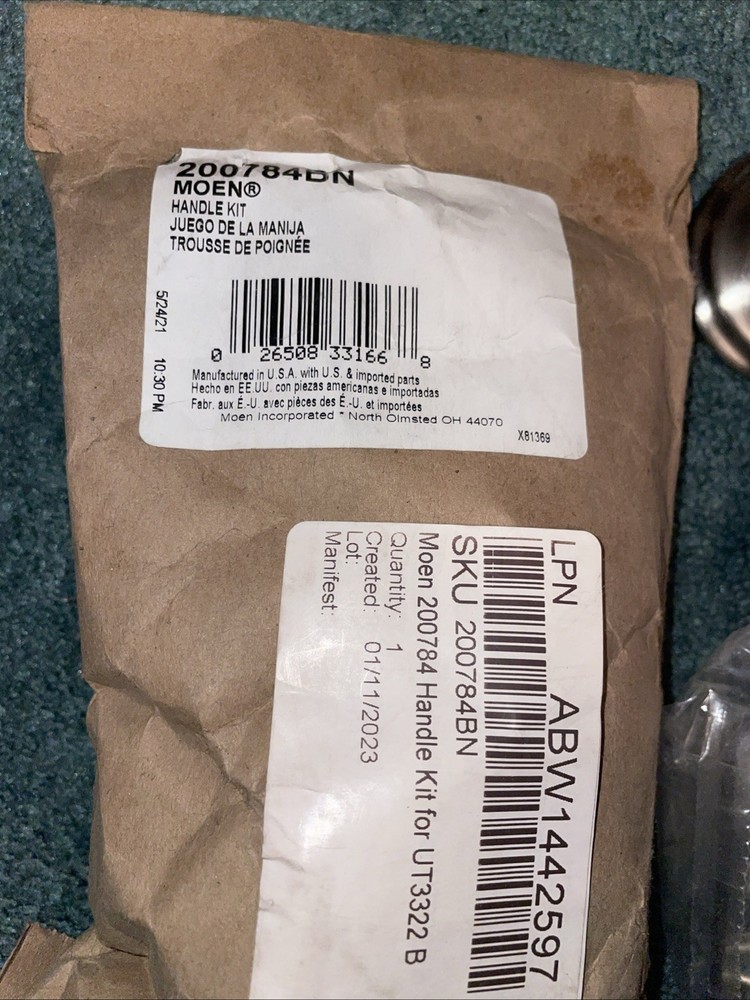 200784BN
MOEN®
HANDLE KIT
JUEGO DE LA MANIJA
TROUSSE DE POIGNÉE
5/24/21 10:30 PM
0 26508 33166 8
Manufactured in U.S.A. with U.S. & imported parts
Hecho en EE.UU. con piezas americanas e importadas
Fabr. aux É.-U. avec pièces des É.-U. et importées
Moen Incorporated * North Olmsted OH 44070
X81369
LPN ABW1442597
SKU 200784BN
Moen 200784 Handle Kit for UT3322 B
Quantity: 1
Created: 01/11/2023
Lot:
Manifest: